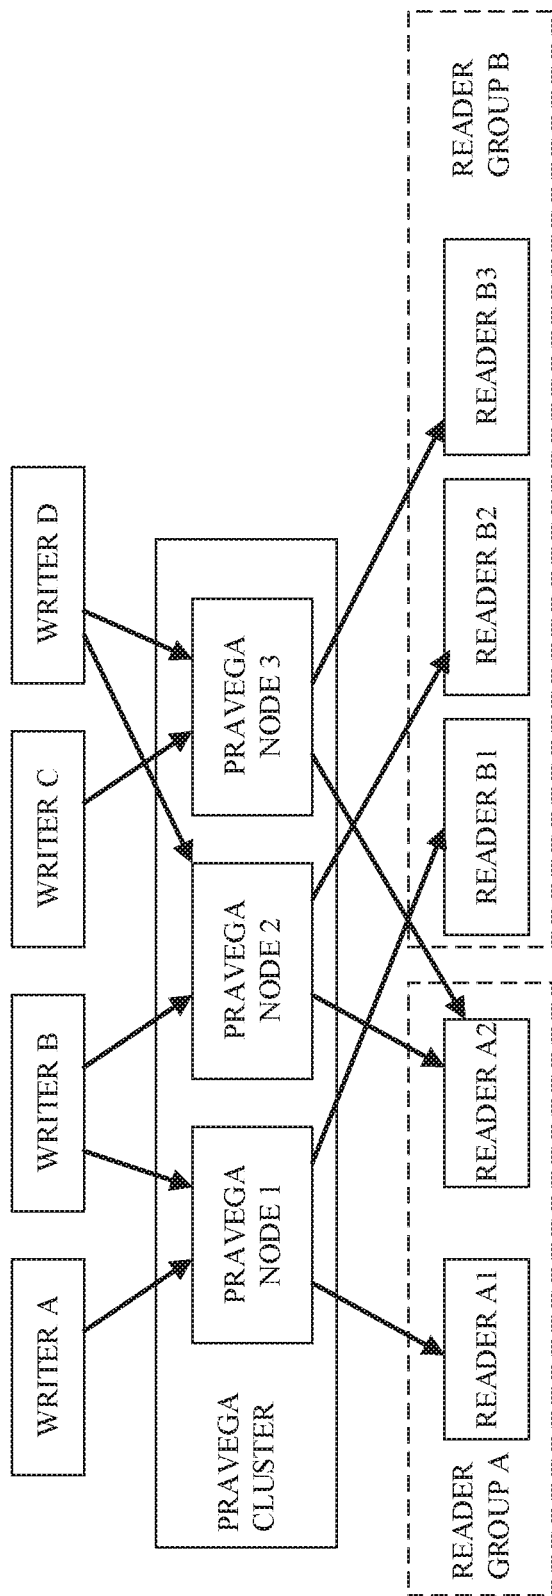 WRITER A
WRITER B
WRITER C
WRITER D
PRAVEGA
CLUSTER
PRAVEGA
NODE 1
PRAVEGA
NODE 2
PRAVEGA
NODE 3
READER
GROUP A
READER A1
READER A2
READER B1
READER B2
READER B3
READER
GROUP B